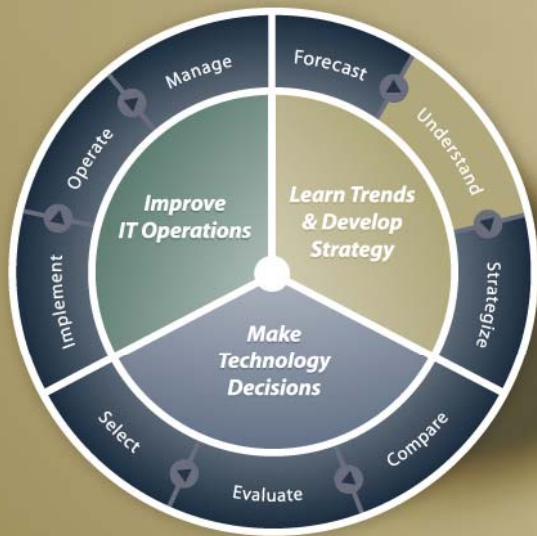 Forecast
Understand
Strategize
Compare
Evaluate
Select
Implement
Operate
Manage
Learn Trends
& Develop
Strategy
Make
Technology
Decisions
Improve
IT Operations